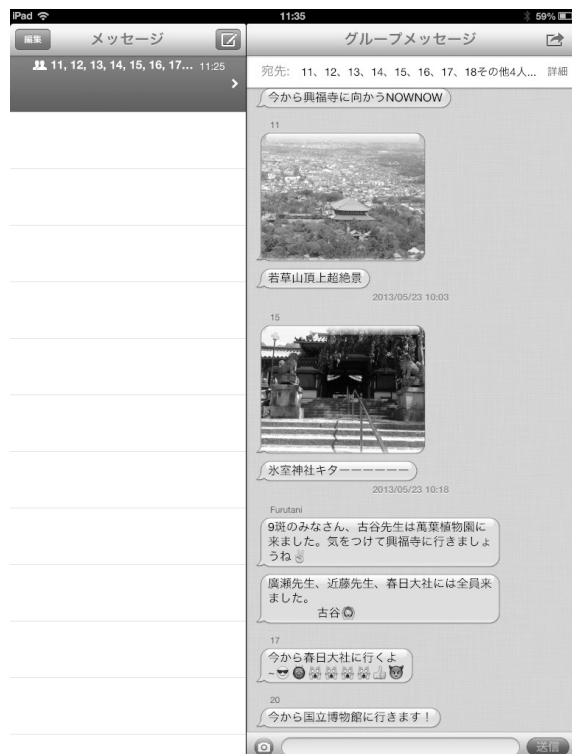 iPad 11:35 59%
編集 メッセージ
11, 12, 13, 14, 15, 16, 17... 11:25
グループメッセージ
宛先: 11、12、13、14、15、16、17、18その他4人... 詳細
今から興福寺に向かうNOWNOW
11
若草山頂上超絶景
2013/05/23 10:03
15
氷室神社キターーーーーー
2013/05/23 10:18
Furutani
9班のみなさん、古谷先生は萬葉植物園に
来ました。気をつけて興福寺に行きましょ
うね✌
廣瀬先生、近藤先生、春日大社には全員来
ました。
古谷
17
今から春日大社に行くよ
~😎
20
今から国立博物館に行きます！
送信